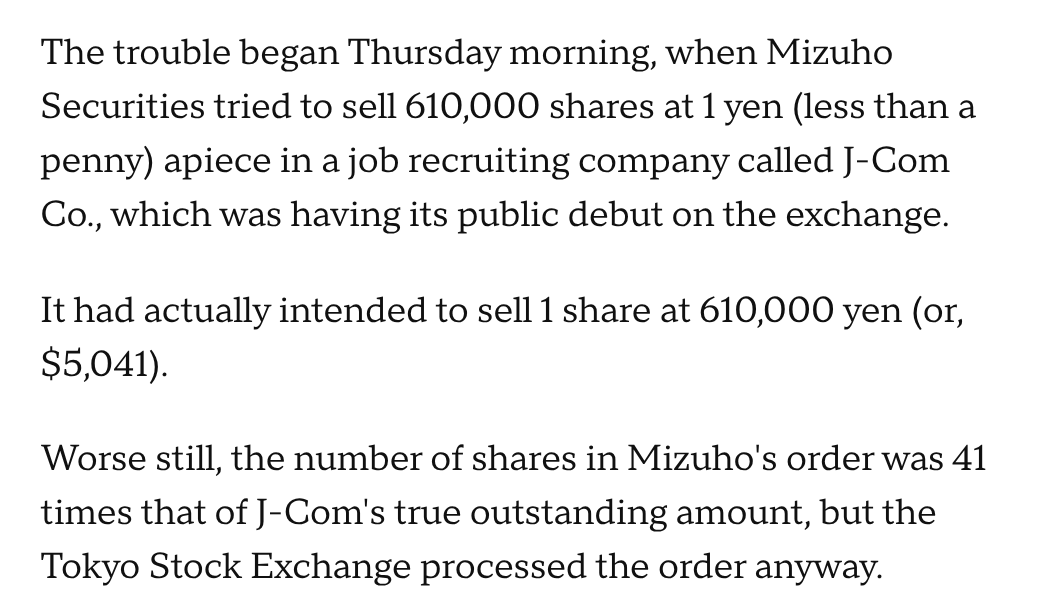 The trouble began Thursday morning, when Mizuho
Securities tried to sell 610,000 shares at 1 yen (less than a
penny) apiece in a job recruiting company called J-Com
Co., which was having its public debut on the exchange.
It had actually intended to sell 1 share at 610,000 yen (or,
$5,041).
Worse still, the number of shares in Mizuho's order was 41
times that of J-Com's true outstanding amount, but the
Tokyo Stock Exchange processed the order anyway.